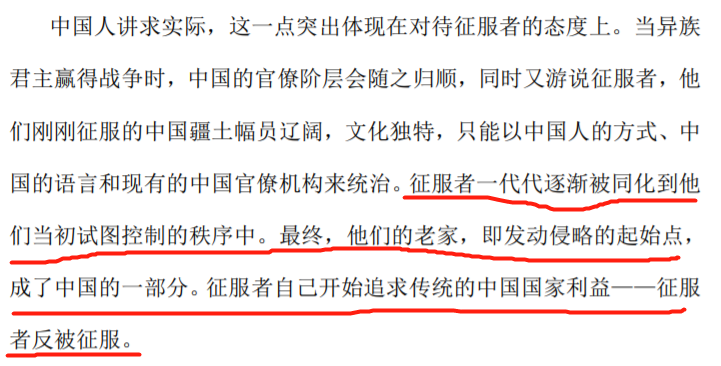 中国人讲求实际，这一点突出体现在对待征服者的态度上。当异族
君主赢得战争时，中国的官僚阶层会随之归顺，同时又游说征服者，他
们刚刚征服的中国疆土幅员辽阔，文化独特，只能以中国人的方式、中
国的语言和现有的中国官僚机构来统治。征服者一代代逐渐被同化到他
们当初试图控制的秩序中。最终，他们的老家，即发动侵略的起始点，
成了中国的一部分。征服者自己开始追求传统的中国国家利益——征服
者反被征服。